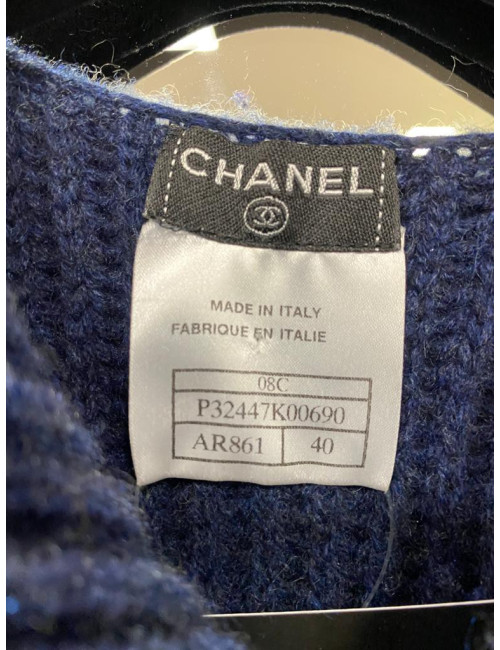 CHANEL
MADE IN ITALY
FABRIQUE EN ITALIE
08C
P32447K00690
AR861 40